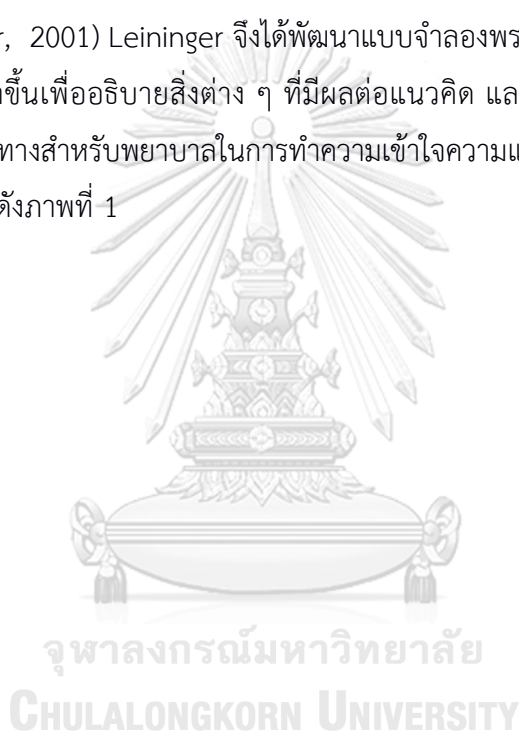 r, 2001) Leininger จึงได้พัฒนาแบบจำลองพร
ขึ้นเพื่ออธิบายสิ่งต่าง ๆ ที่มีผลต่อแนวคิด และ
ทางสำหรับพยาบาลในการทำความเข้าใจความแ
ดังภาพที่ 1
จุฬาลงกรณ์มหาวิทยาลัย
CHULALONGKORN UNIVERSITY